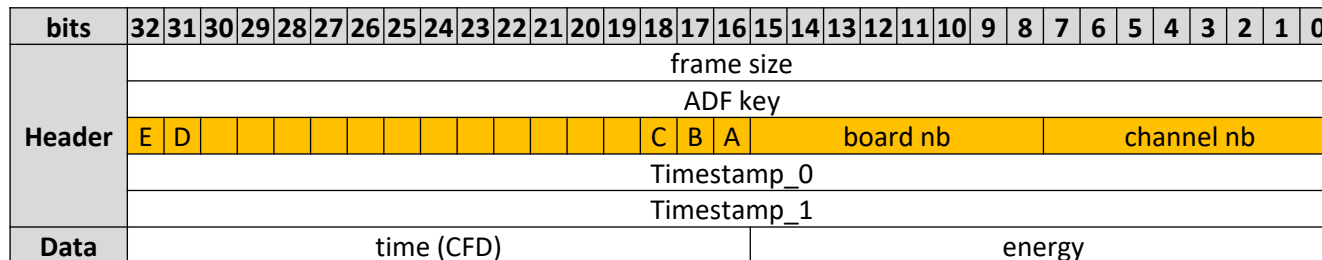 bits 32 31 30 29 28 27 26 25 24 23 22 21 20 19 18 17 16 15 14 13 12 11 10 9 8 7 6 5 4 3 2 1 0
frame size
ADF key
Header E D C B A board nb channel nb
Timestamp_0
Timestamp_1
Data time (CFD) energy